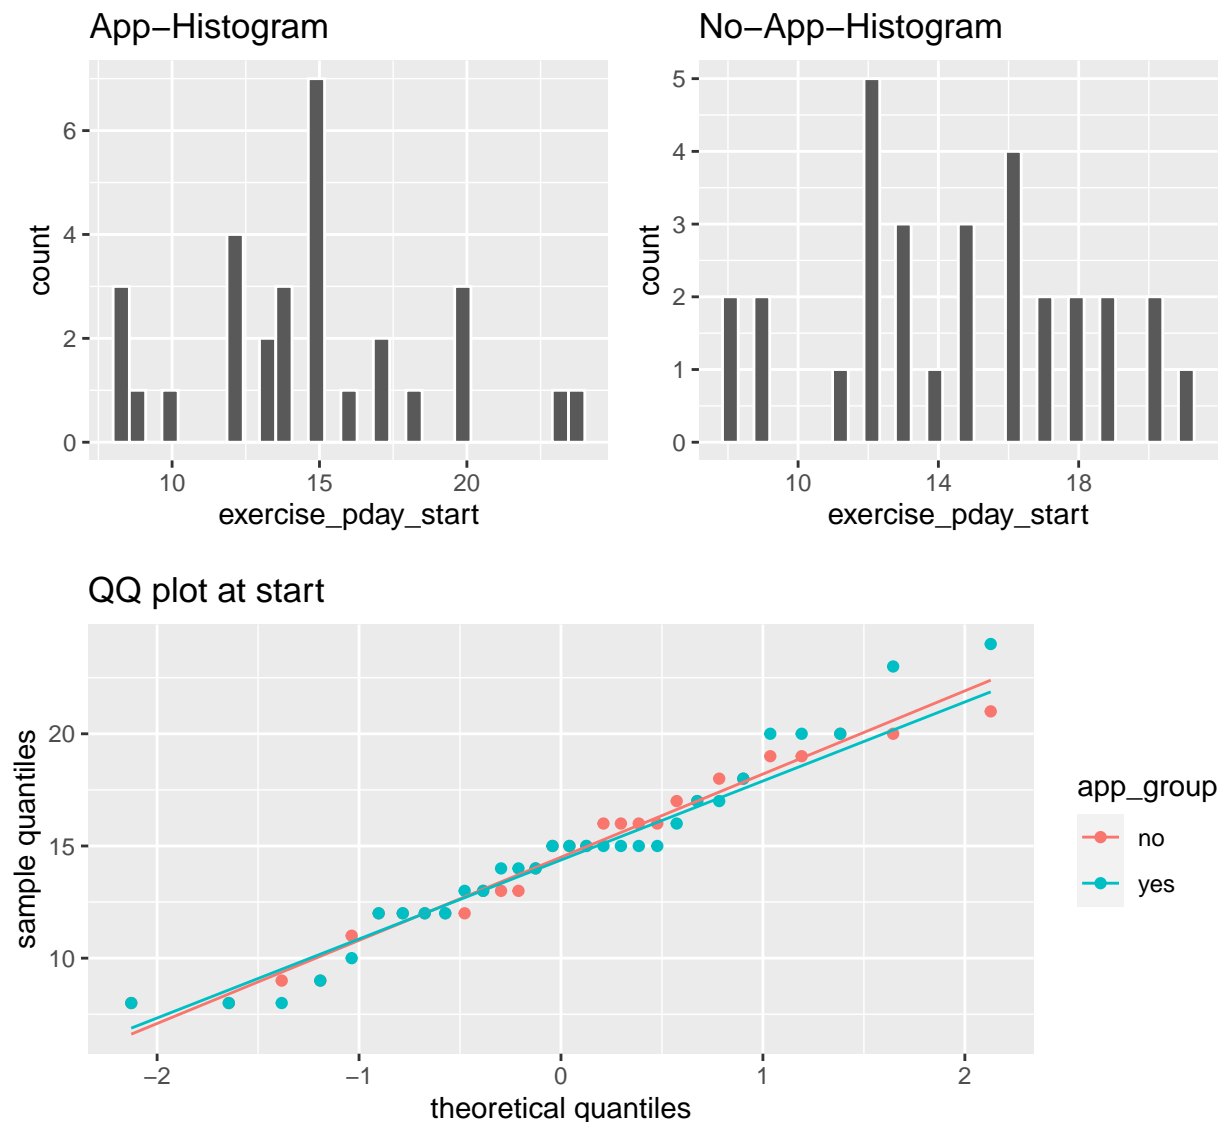 App−Histogram
6
4
2
0
count
10 15 20
exercise_pday_start
No−App−Histogram
5
4
3
2
1
0
count
10 14 18
exercise_pday_start
QQ plot at start
20
15
10
sample quantiles
−2 −1 0 1 2
theoretical quantiles
app_group
no
yes